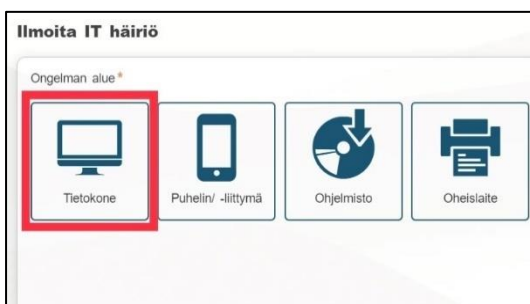 Ilmoita IT häiriö
Ongelman alue*
Tietokone
Puhelin/ -liittymä
Ohjelmisto
Oheislaite